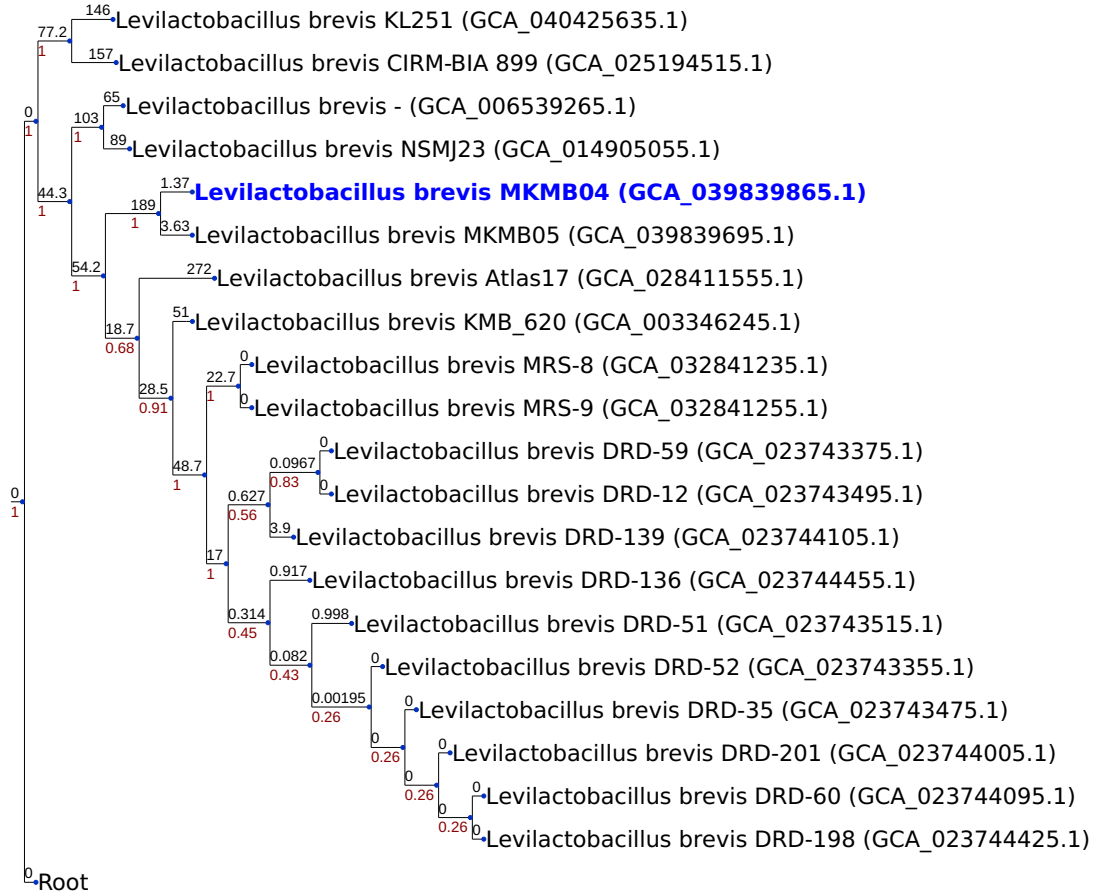 146
Levilactobacillus brevis KL251 (GCA_040425635.1)
77.2
1
157
Levilactobacillus brevis CIRM-BIA 899 (GCA_025194515.1)
65
Levilactobacillus brevis - (GCA_006539265.1)
0
1
103
1
89
Levilactobacillus brevis NSMJ23 (GCA_014905055.1)
1.37
Levilactobacillus brevis MKMB04 (GCA_039839865.1)
44.3
1
189
1
3.63
Levilactobacillus brevis MKMB05 (GCA_039839695.1)
54.2
1
272
Levilactobacillus brevis Atlas17 (GCA_028411555.1)
51
Levilactobacillus brevis KMB_620 (GCA_003346245.1)
18.7
0.68
0
Levilactobacillus brevis MRS-8 (GCA_032841235.1)
22.7
1
28.5
0.91
0
Levilactobacillus brevis MRS-9 (GCA_032841255.1)
0
Levilactobacillus brevis DRD-59 (GCA_023743375.1)
0.0967
0.83
48.7
1
0
Levilactobacillus brevis DRD-12 (GCA_023743495.1)
0
1
0.627
0.56
3.9
Levilactobacillus brevis DRD-139 (GCA_023744105.1)
17
1
0.917
Levilactobacillus brevis DRD-136 (GCA_023744455.1)
0.314
0.45
0.998
Levilactobacillus brevis DRD-51 (GCA_023743515.1)
0.082
0.43
0
Levilactobacillus brevis DRD-52 (GCA_023743355.1)
0.00195
0.26
0
Levilactobacillus brevis DRD-35 (GCA_023743475.1)
0
0.26
0
Levilactobacillus brevis DRD-201 (GCA_023744005.1)
0
0.26
0
Levilactobacillus brevis DRD-60 (GCA_023744095.1)
0
0.26
0
Levilactobacillus brevis DRD-198 (GCA_023744425.1)
0
Root